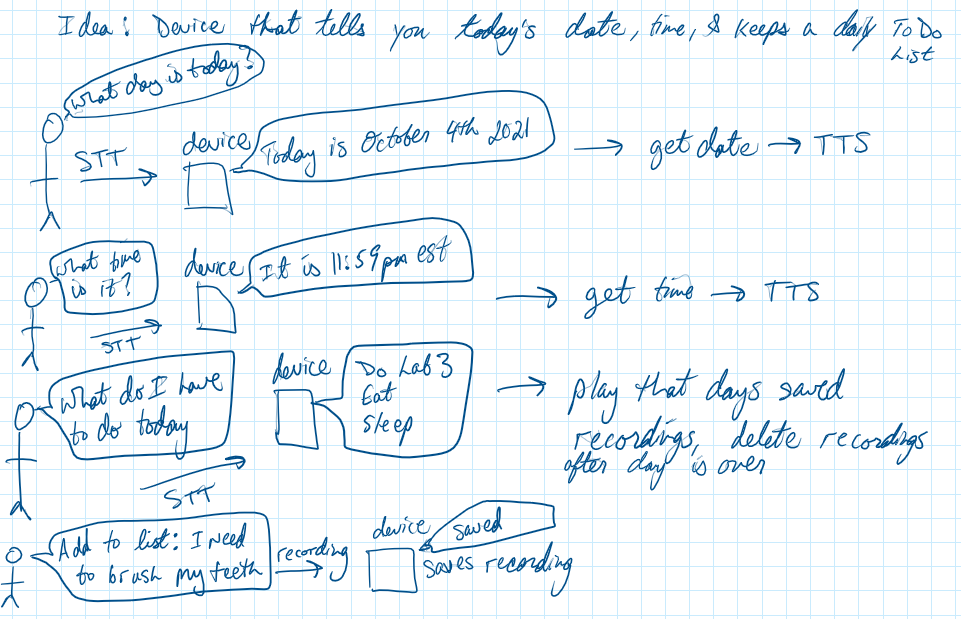 Idea: Device that tells you today's date, time, & keeps a daily To Do
List
What day is today?
STT
device
Today is October 4th 2021
get date → TTS
What time
is it?
STT
device
It is 11:59pm est
get time → TTS
What do I have
to do today
STT
device
Do Lab 3
Eat
Sleep
play that days saved
recordings, delete recordings
after day is over
Add to list: I need
to brush my teeth
recording
device
saved
saves recording